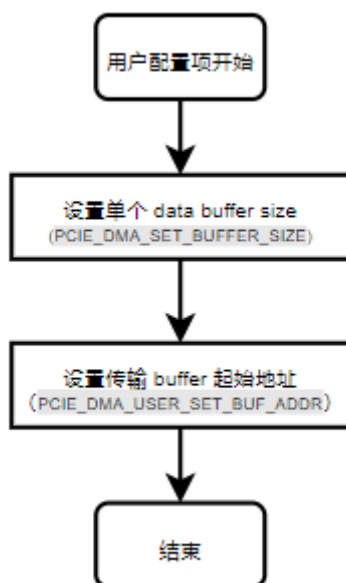 用户配置项开始
设置单个 data buffer size
(PCIE_DMA_SET_BUFFER_SIZE)
设置传输 buffer 起始地址
（PCIE_DMA_USER_SET_BUF_ADDR）
结束